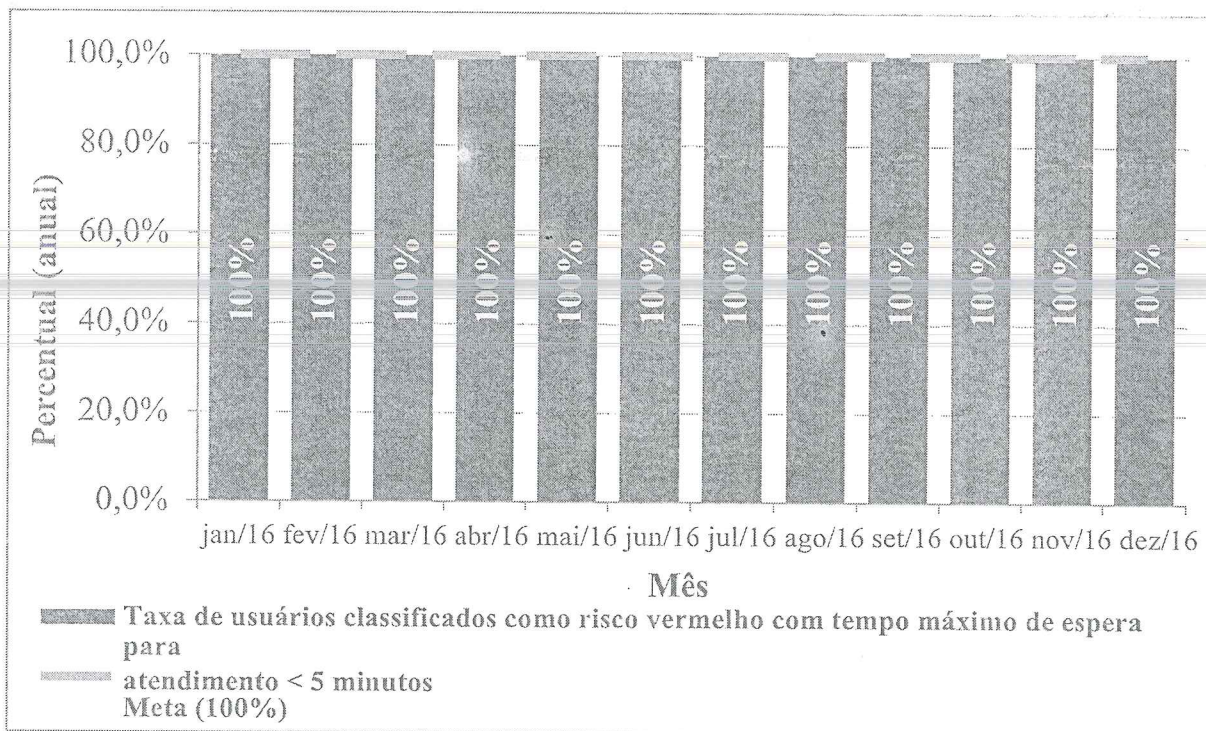 100,0%
80,0%
60,0%
40,0%
20,0%
0,0%
Percentual (anual)
100% 100% 100% 100% 100% 100% 100% 100% 100% 100% 100% 100%
jan/16 fev/16 mar/16 abr/16 mai/16 jun/16 jul/16 ago/16 set/16 out/16 nov/16 dez/16
Mês
Taxa de usuários classificados como risco vermelho com tempo máximo de espera
para
atendimento < 5 minutos
Meta (100%)